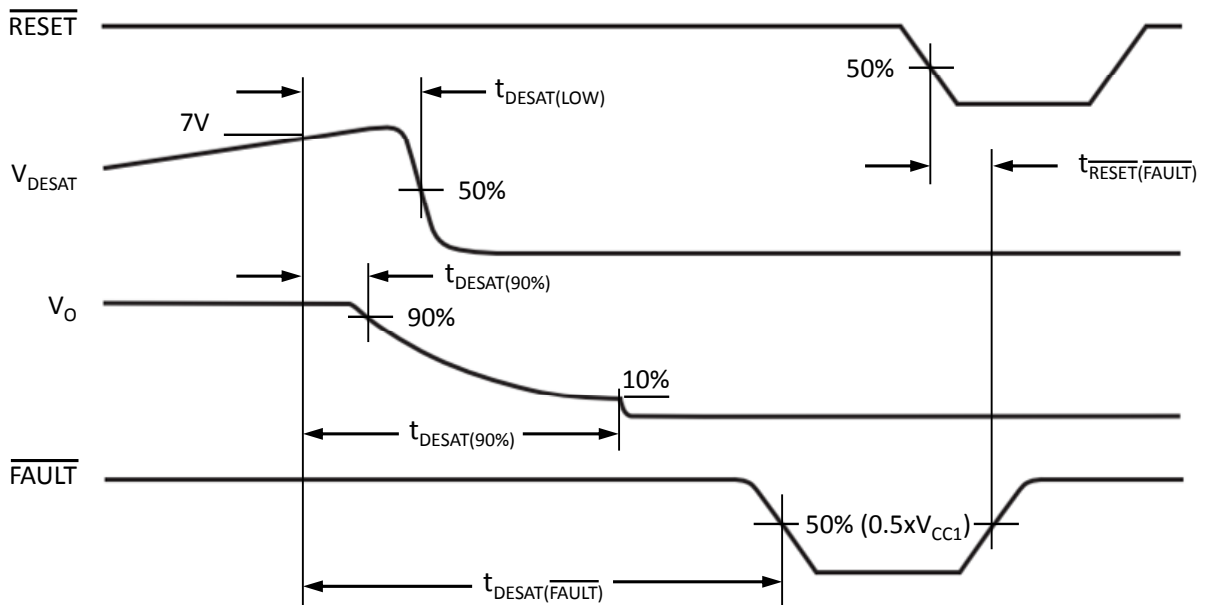 RESET
50%
tDESAT(LOW)
7V
tRESET(FAULT)
VDESAT
50%
tDESAT(90%)
VO
90%
10%
tDESAT(90%)
FAULT
50% (0.5xVCC1)
tDESAT(FAULT)